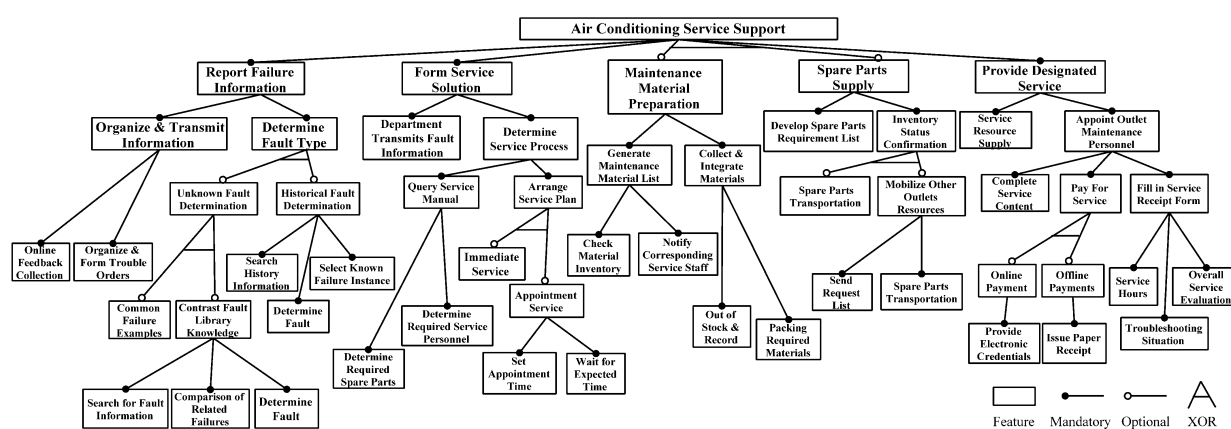 Air Conditioning Service Support
Report Failure
Information
Form Service
Solution
Maintenance
Material
Preparation
Spare Parts
Supply
Provide Designated
Service
Organize & Transmit
Information
Determine
Fault Type
Department
Transmits Fault
Information
Determine
Service Process
Generate
Maintenance
Material List
Collect &
Integrate
Materials
Develop Spare Parts
Requirement List
Inventory
Status
Confirmation
Service
Resource
Supply
Appoint Outlet
Maintenance
Personnel
Unknown Fault
Determination
Historical Fault
Determination
Query Service
Manual
Arrange
Service Plan
Spare Parts
Transportation
Mobilize Other
Outlets
Resources
Complete
Service
Content
Pay For
Service
Fill in Service
Receipt Form
Online
Feedback
Collection
Organize &
Form Trouble
Orders
Search
History
Information
Select Known
Failure Instance
Immediate
Service
Check
Material
Inventory
Notify
Corresponding
Service Staff
Send
Request
List
Spare Parts
Transportation
Online
Payment
Offline
Payments
Service
Hours
Overall
Service
Evaluation
Common
Failure
Examples
Contrast Fault
Library
Knowledge
Determine
Fault
Determine
Required Service
Personnel
Appointment
Service
Out of
Stock &
Record
Packing
Required
Materials
Provide
Electronic
Credentials
Issue Paper
Receipt
Troubleshooting
Situation
Determine
Required
Spare Parts
Set
Appointment
Time
Wait for
Expected
Time
Search for Fault
Information
Comparison of
Related
Failures
Determine
Fault
Feature
Mandatory
Optional
XOR